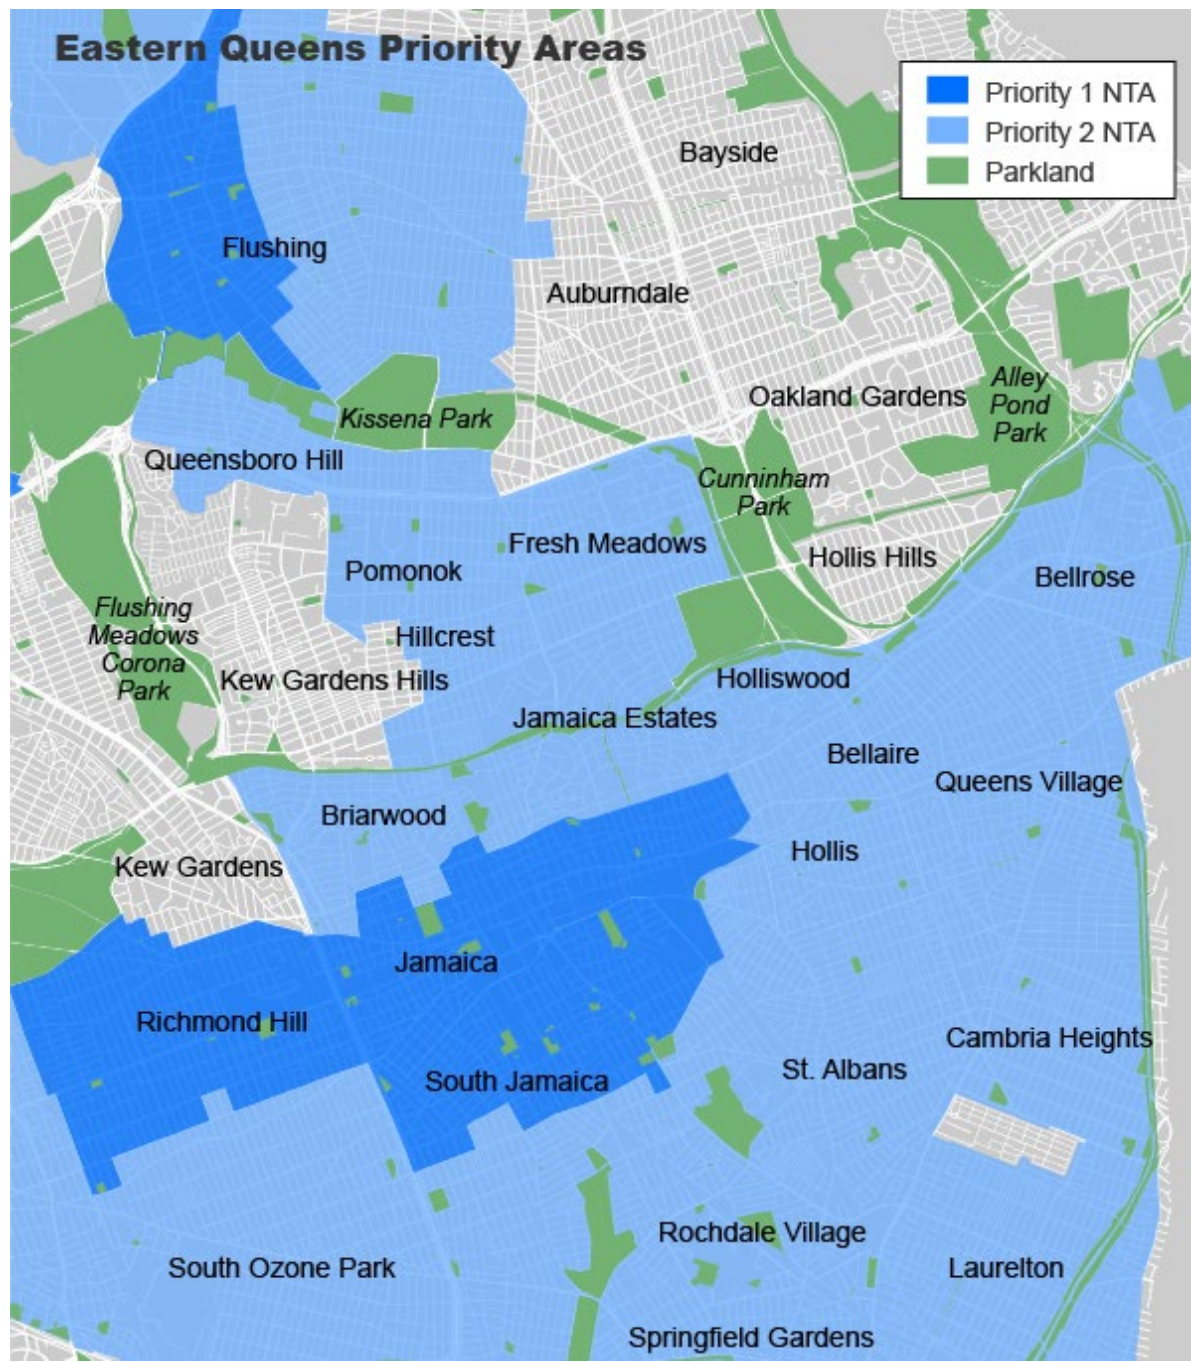 Eastern Queens Priority Areas
Priority 1 NTA
Priority 2 NTA
Parkland
Bayside
Flushing
Auburndale
Oakland Gardens
Alley
Pond
Park
Kissena Park
Queensboro Hill
Cunninham
Park
Fresh Meadows
Hollis Hills
Pomonok
Bellrose
Flushing
Meadows
Corona
Park
Hillcrest
Kew Gardens Hills
Holliswood
Jamaica Estates
Bellaire
Queens Village
Briarwood
Hollis
Kew Gardens
Jamaica
Richmond Hill
Cambria Heights
St. Albans
South Jamaica
Rochdale Village
South Ozone Park
Laurelton
Springfield Gardens